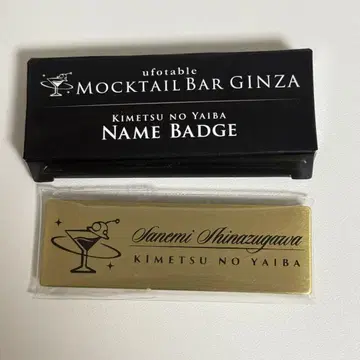 ufotable
MOCKTAIL BAR GINZA
KIMETSU NO YAIBA
NAME BADGE
Sanemi Shinazugawa
KIMETSU NO YAIBA